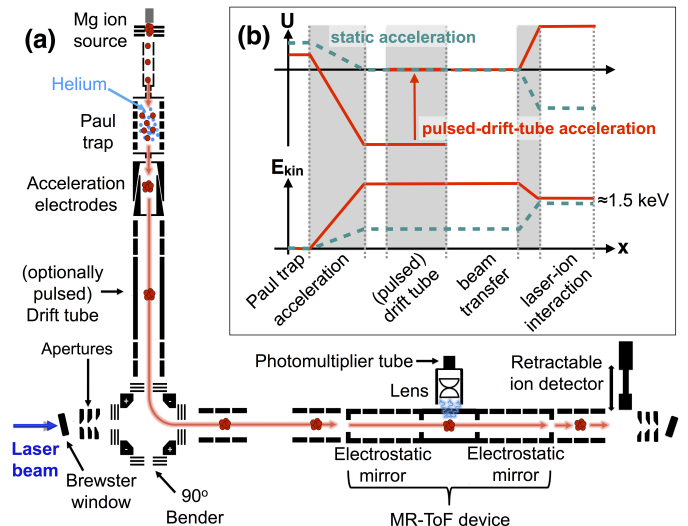 (a)
Mg ion
source
Helium
Paul
trap
Acceleration
electrodes
(optionally
pulsed)
Drift tube
Apertures
Laser
beam
Brewster
window
90º
Bender
(b)
U
static acceleration
pulsed-drift-tube acceleration
Ekin
≈1.5 keV
x
Paul trap
acceleration
(pulsed)
drift tube
beam
transfer
laser-ion
interaction
Photomultiplier tube
Lens
Retractable
ion detector
Electrostatic
mirror
Electrostatic
mirror
MR-ToF device